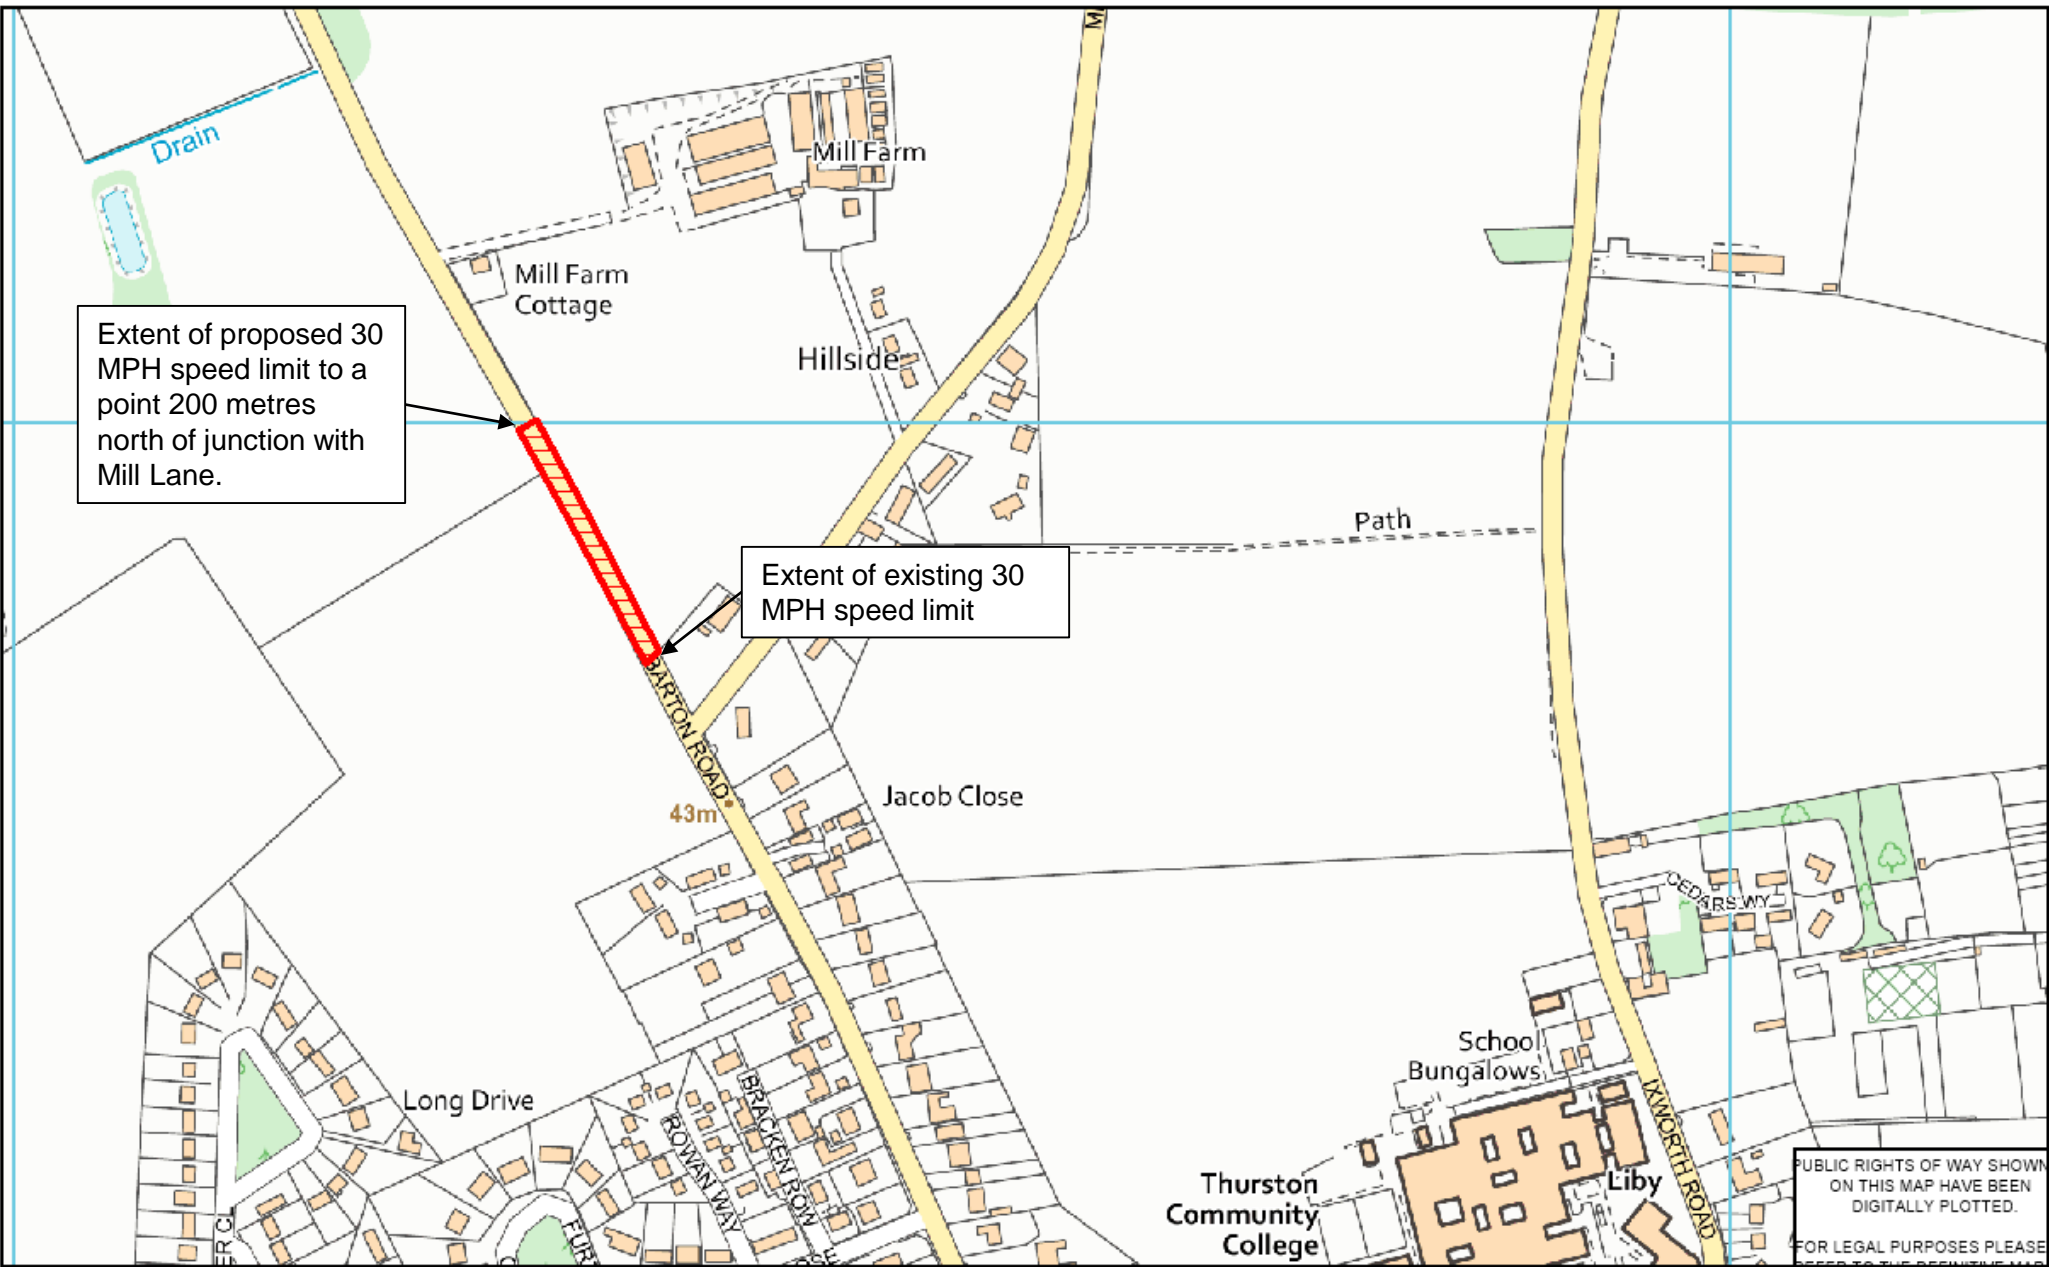 Drain
Mill Farm
Mill Farm
Cottage
Extent of proposed 30
MPH speed limit to a
point 200 metres
north of junction with
Mill Lane.
Hillside
Path
Extent of existing 30
MPH speed limit
BARTON ROAD
43m
Jacob Close
CEDARS WY
School
Bungalows
Long Drive
ROWAN WAY
BRACKEN ROW
IXWORTH ROAD
Thurston
Community
College
Liby
PUBLIC RIGHTS OF WAY SHOWN
ON THIS MAP HAVE BEEN
DIGITALLY PLOTTED.
FOR LEGAL PURPOSES PLEASE